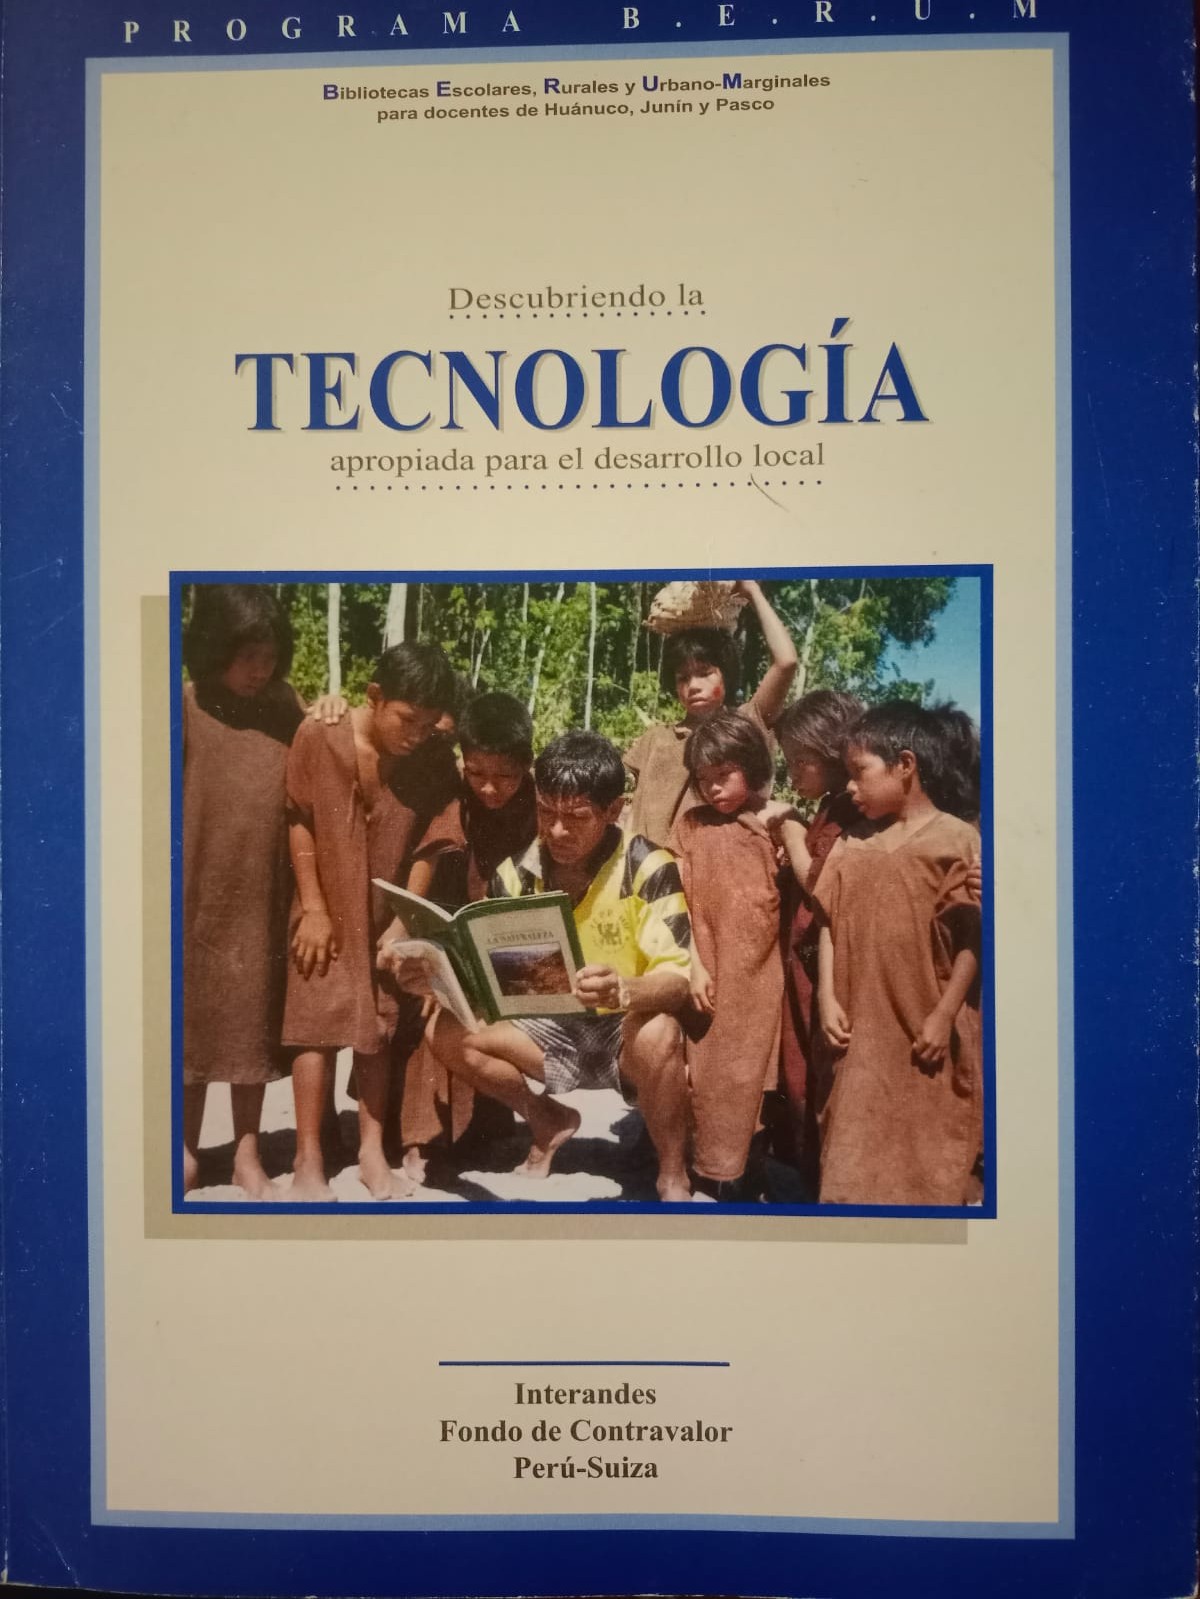 PROGRAMA B.E.R.U.M
Bibliotecas Escolares, Rurales y Urbano-Marginales
para docentes de Huánuco, Junín y Pasco
Descubriendo la
TECNOLOGÍA
apropiada para el desarrollo local
LA NATURALEZA
Interandes
Fondo de Contravalor
Perú-Suiza